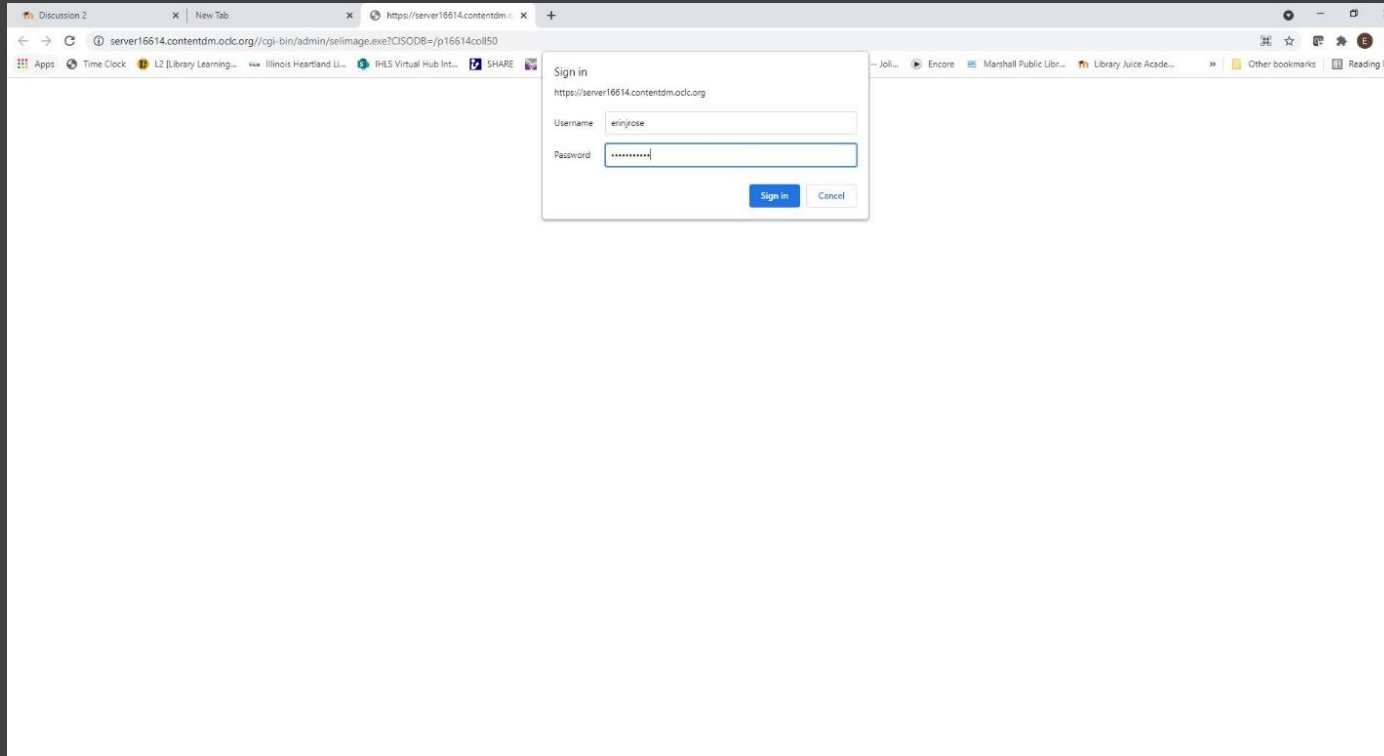 Discussion 2 New Tab https://server16614.contentdm.o
server16614.contentdm.oclc.org//cgi-bin/admin/selimage.exe?CISODB=/p16614coll50
Apps Time Clock L2 [Library Learning... Illinois Heartland Li... IHLS Virtual Hub Int... SHARE -- Joli... Encore Marshall Public Libr... Library Juice Acade... » Other bookmarks Reading
Sign in
https://server16614.contentdm.oclc.org
Username erinjrose
Password •••••••••••
Sign in Cancel